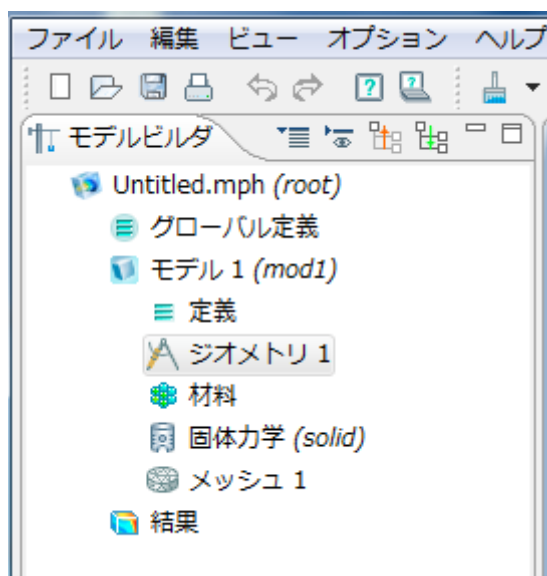 ファイル 編集 ビュー オプション ヘルプ
モデルビルダ
Untitled.mph (root)
グローバル定義
モデル 1 (mod1)
定義
ジオメトリ 1
材料
固体力学 (solid)
メッシュ 1
結果